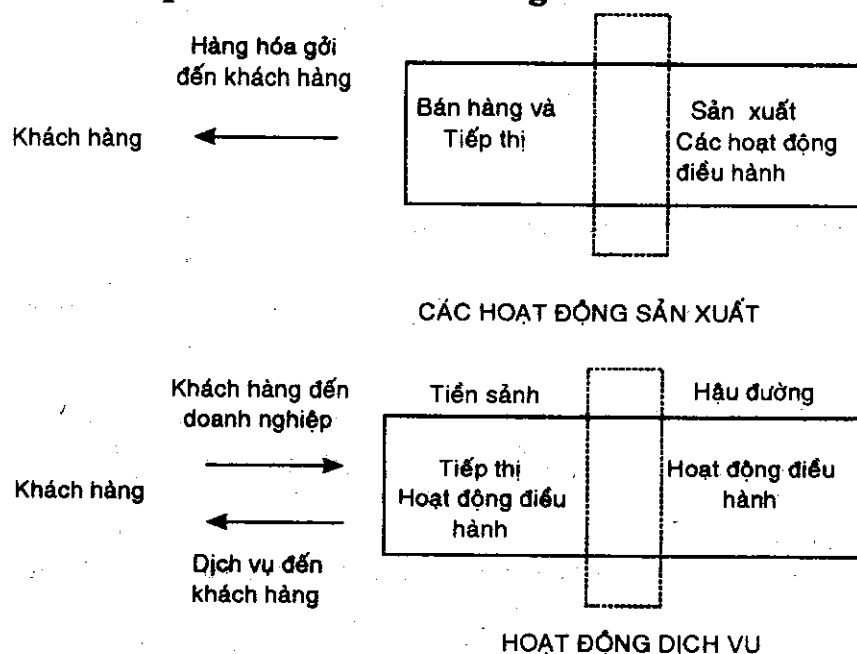 Hàng hóa gởi
đến khách hàng
Khách hàng
Bán hàng và
Tiếp thị
Sản xuất
Các hoạt động
điều hành
CÁC HOẠT ĐỘNG SẢN XUẤT
Khách hàng đến
doanh nghiệp
Khách hàng
Dịch vụ đến
khách hàng
Tiền sảnh
Hậu đường
Tiếp thị
Hoạt động điều
hành
Hoạt động điều
hành
HOẠT ĐỘNG DỊCH VỤ